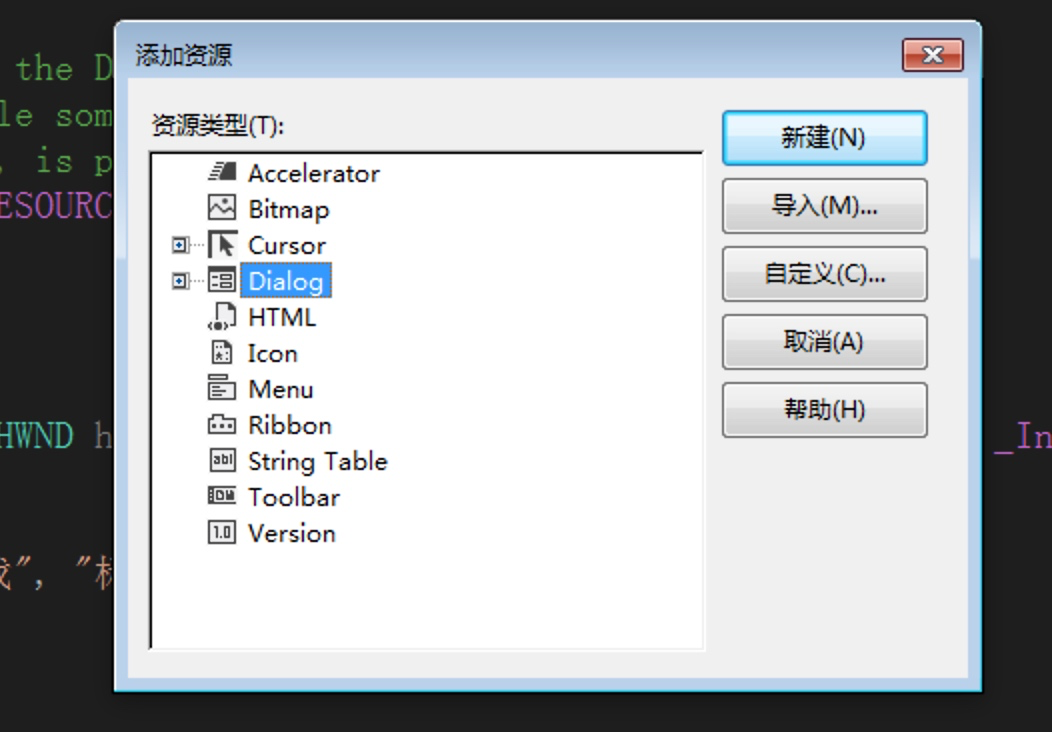 添加资源
the D
le som
资源类型(T):
新建(N)
, is p
Accelerator
导入(M)...
ESOURC
Bitmap
Cursor
自定义(C)...
Dialog
HTML
取消(A)
Icon
Menu
帮助(H)
HWND h
Ribbon
_In
String Table
Toolbar
Version
", "